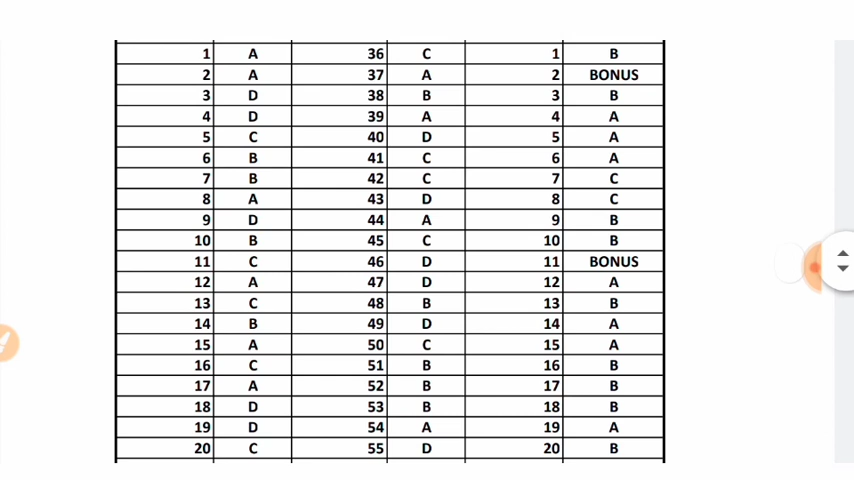 1 A 36 C 1 B
2 A 37 A 2 BONUS
3 D 38 B 3 B
4 D 39 A 4 A
5 C 40 D 5 A
6 B 41 C 6 A
7 B 42 C 7 C
8 A 43 D 8 C
9 D 44 A 9 B
10 B 45 C 10 B
11 C 46 D 11 BONUS
12 A 47 D 12 A
13 C 48 B 13 B
14 B 49 D 14 A
15 A 50 C 15 A
16 C 51 B 16 B
17 A 52 B 17 B
18 D 53 B 18 B
19 D 54 A 19 A
20 C 55 D 20 B